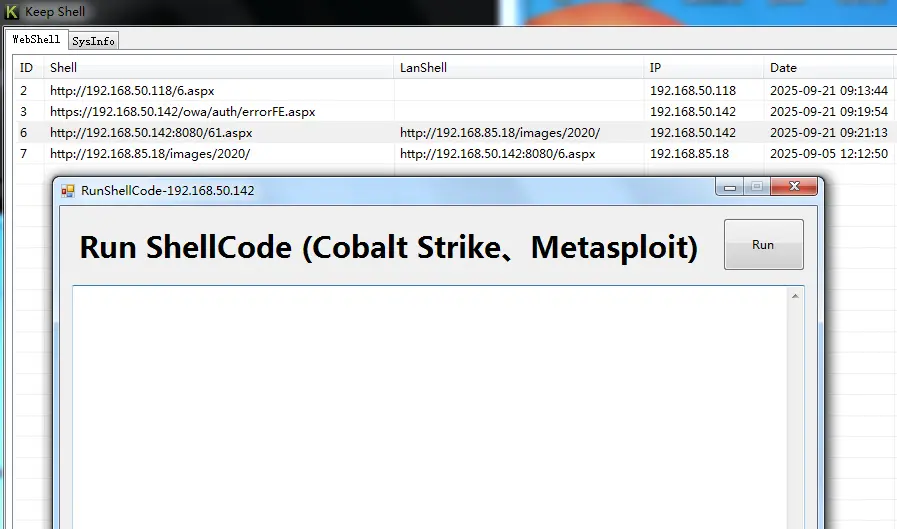 Keep Shell
WebShell SysInfo
ID Shell LanShell IP Date
2 http://192.168.50.118/6.aspx 192.168.50.118 2025-09-21 09:13:44
3 https://192.168.50.142/owa/auth/errorFE.aspx 192.168.50.142 2025-09-21 09:19:54
6 http://192.168.50.142:8080/61.aspx http://192.168.85.18/images/2020/ 192.168.50.142 2025-09-21 09:21:13
7 http://192.168.85.18/images/2020/ http://192.168.50.142:8080/6.aspx 192.168.85.18 2025-09-05 12:12:50
RunShellCode-192.168.50.142
Run ShellCode (Cobalt Strike、Metasploit)
Run